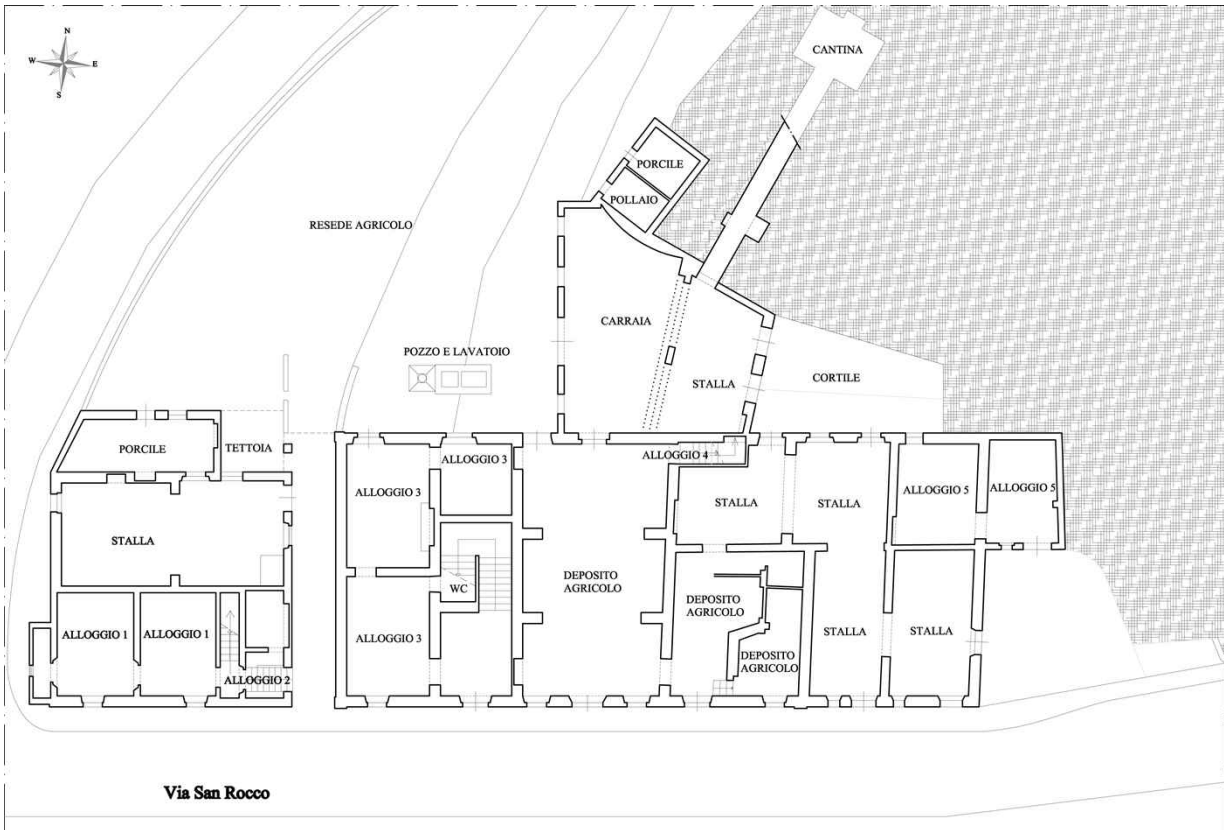 N
W
E
S
CANTINA
PORCILE
POLLAIO
RESEDE AGRICOLO
CARRAIA
POZZO E LAVATOIO
STALLA
CORTILE
PORCILE
TETTOIA
ALLOGGIO 3
ALLOGGIO 4
ALLOGGIO 3
ALLOGGIO 5
ALLOGGIO 5
STALLA
STALLA
STALLA
DEPOSITO
AGRICOLO
WC
DEPOSITO
AGRICOLO
ALLOGGIO 1
ALLOGGIO 1
ALLOGGIO 3
STALLA
STALLA
DEPOSITO
AGRICOLO
ALLOGGIO 2
Via San Rocco